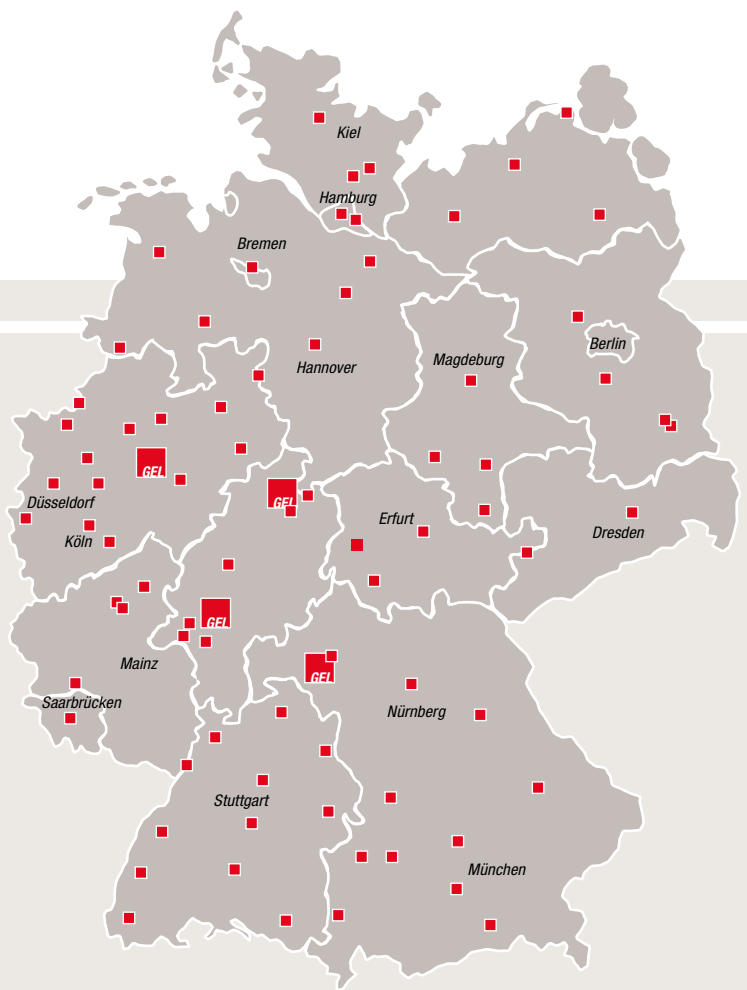 Kiel
Hamburg
Bremen
Berlin
Hannover
Magdeburg
GEL
GEL
Düsseldorf
Erfurt
Dresden
Köln
GEL
Mainz
GEL
Saarbrücken
Nürnberg
Stuttgart
München